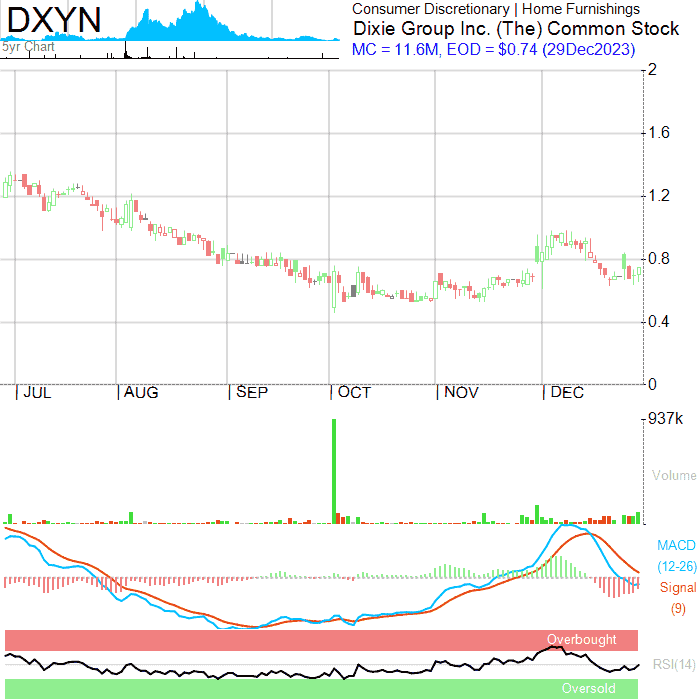 DXYN
5yr Chart
Consumer Discretionary | Home Furnishings
Dixie Group Inc. (The) Common Stock
MC = 11.6M, EOD = $0.74 (29Dec2023)
2
1.6
1.2
0.8
0.4
0
JUL AUG SEP OCT NOV DEC
937k
Volume
MACD
(12-26)
Signal
(9)
Overbought
RSI(14)
Oversold